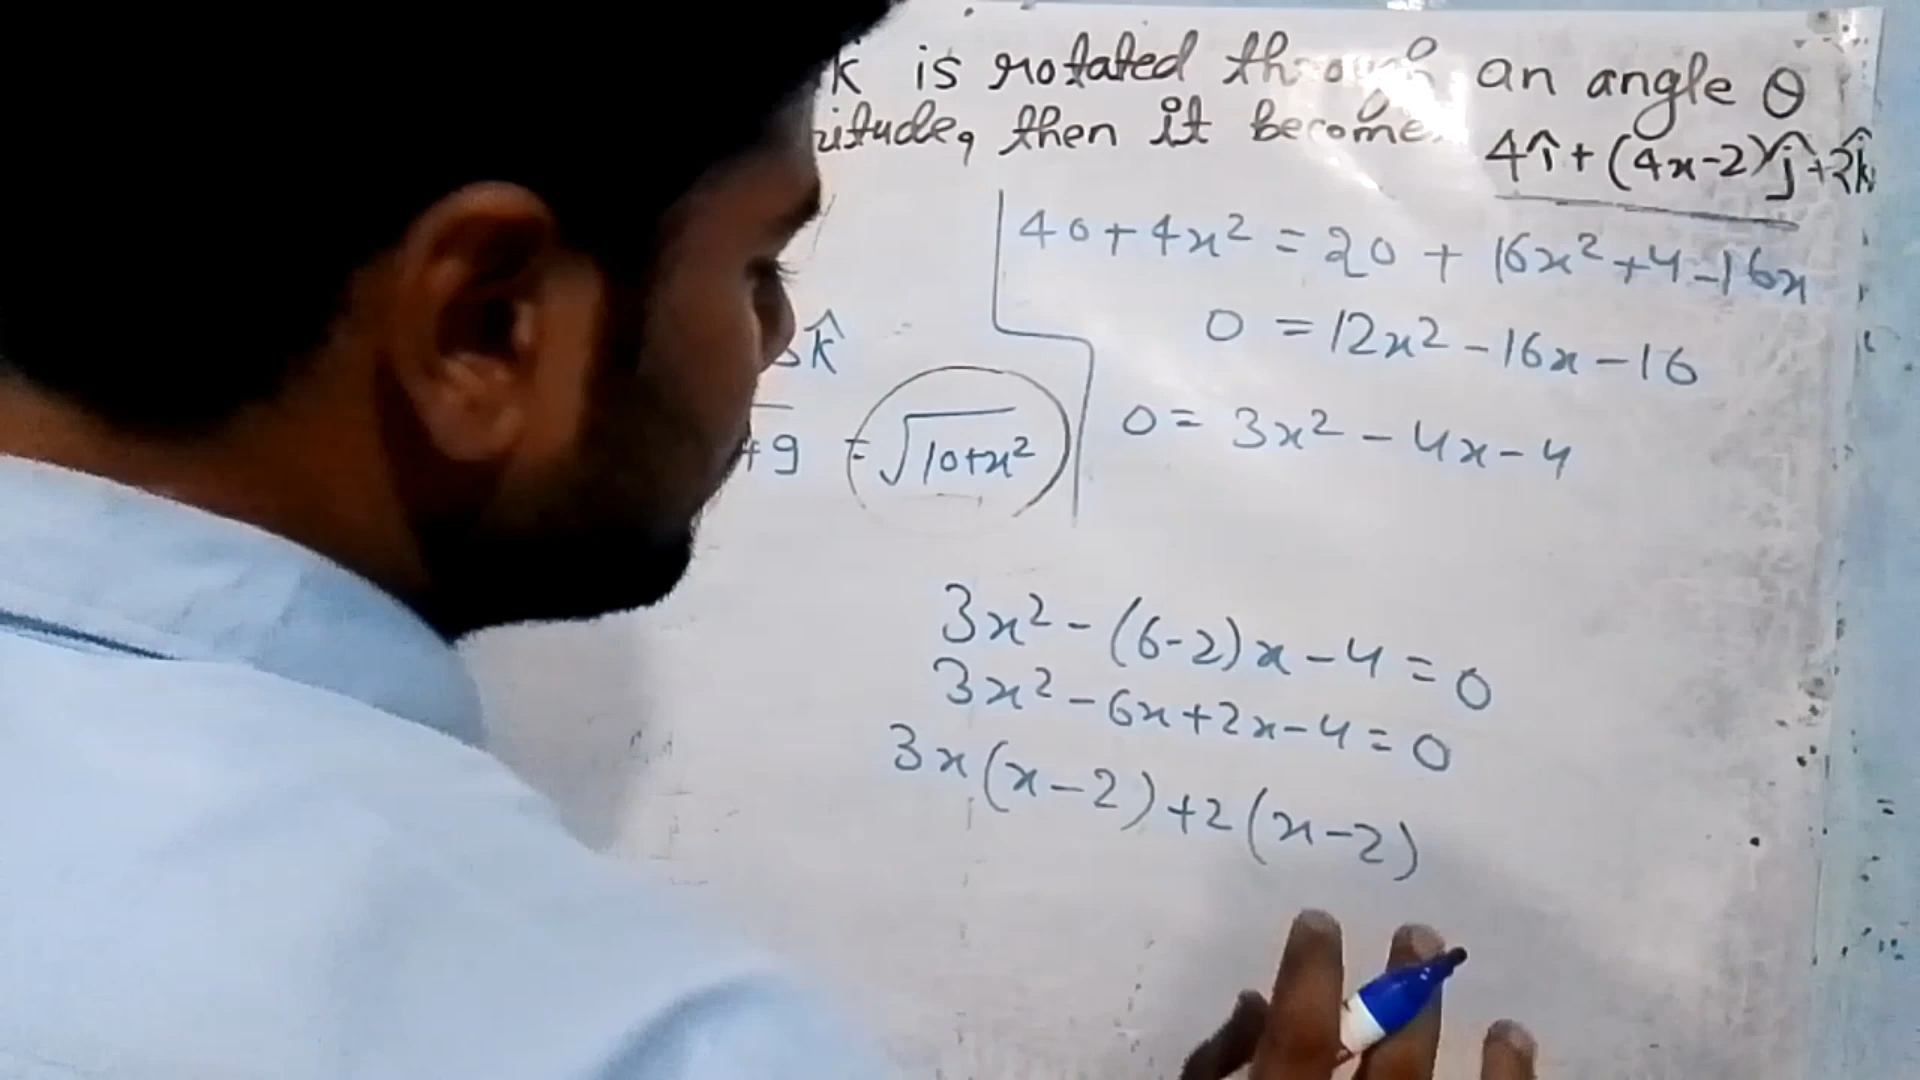 k is rotated through an angle θ
itude, then it become 4î + (4x-2)ĵ + 2k̂
40 + 4x² = 20 + 16x² + 4 - 16x
0 = 12x² - 16x - 16
3k̂
0 = 3x² - 4x - 4
+9 = √10+x²
3x² - (6-2)x - 4 = 0
3x² - 6x + 2x - 4 = 0
3x(x-2) + 2(x-2)